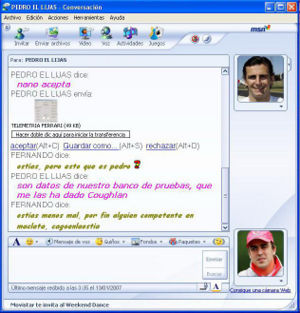 PEDRO EL LIJAS - Conversación
Archivo Edición Acciones Herramientas Ayuda
Invitar Enviar archivos Vídeo Voz Actividades Juegos
msn
Para: PEDRO EL LIJAS
PEDRO EL LIJAS dice:
nano acepta
PEDRO EL LIJAS envía:
TELEMETRIA FERRARI (49 KB)
Hacer doble clic aquí para iniciar la transferencia.
aceptar(Alt+C) Guardar como...(Alt+S) rechazar(Alt+D)
FERNANDO dice:
ostias, pero esto que es pedro
PEDRO EL LIJAS dice:
son datos de nuestro banco de pruebas, que
me las ha dado Coughlan
FERNANDO dice:
ostias menos mal, por fin alguien competente en
maclata, cagoenlaostia
Mensaje de voz Guiños Fondos Paquetes
Enviar
Buscar
Último mensaje recibido a las 3:35 el 13/01/2007
Consigue una cámara Web
Movistar te invita al Weekend Dance